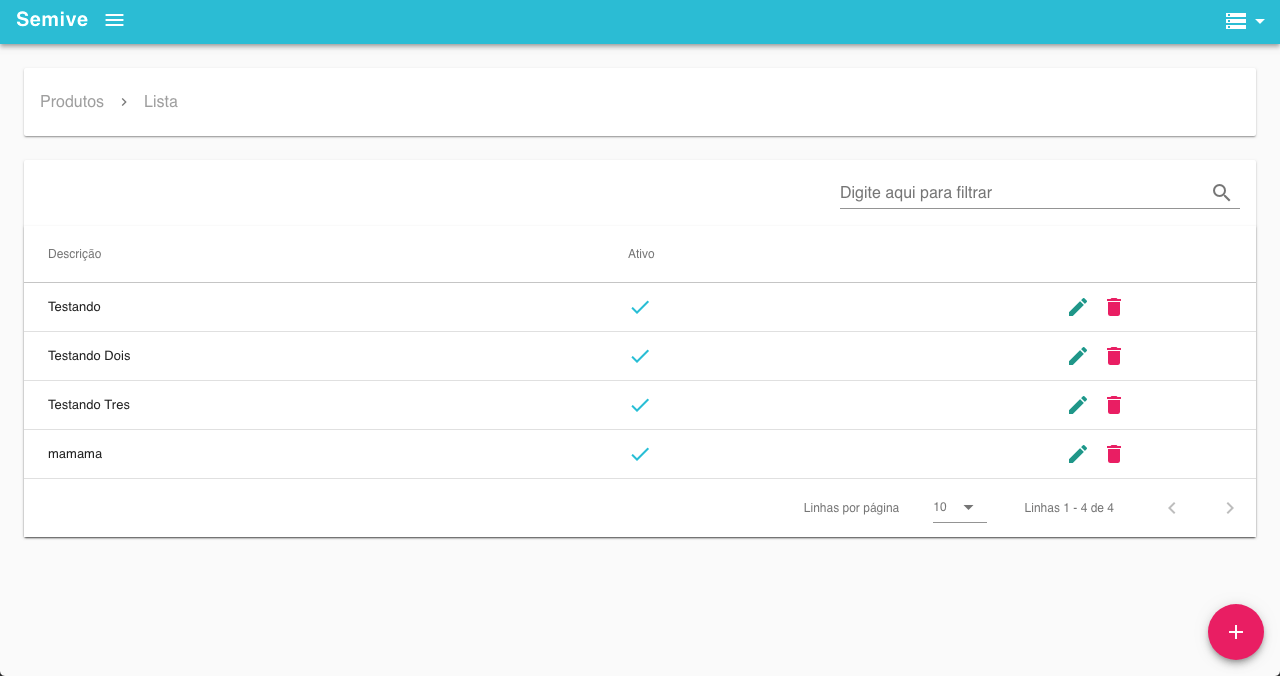 Semive
Produtos > Lista
Digite aqui para filtrar
Descrição Ativo
Testando
Testando Dois
Testando Tres
mamama
Linhas por página 10 Linhas 1 - 4 de 4